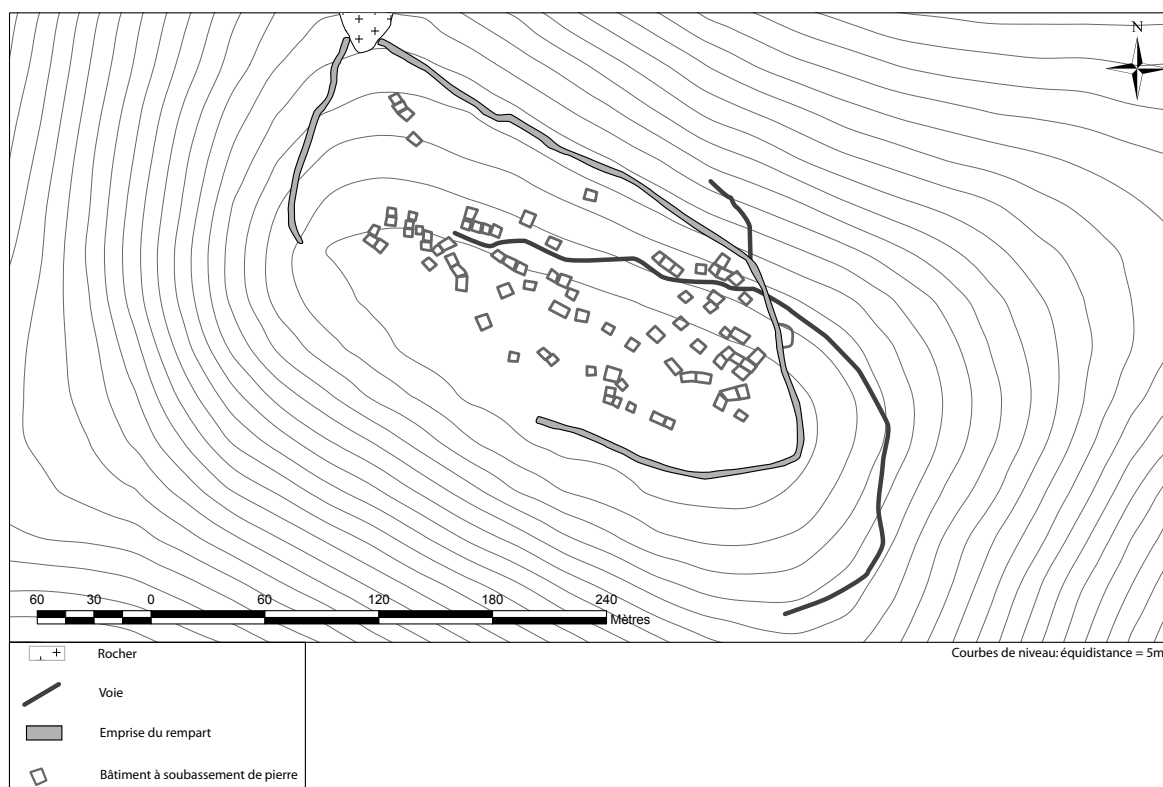 N
60 30 0 60 120 180 240
Mètres
Courbes de niveau: équidistance = 5m
Rocher
Voie
Emprise du rempart
Bâtiment à soubassement de pierre